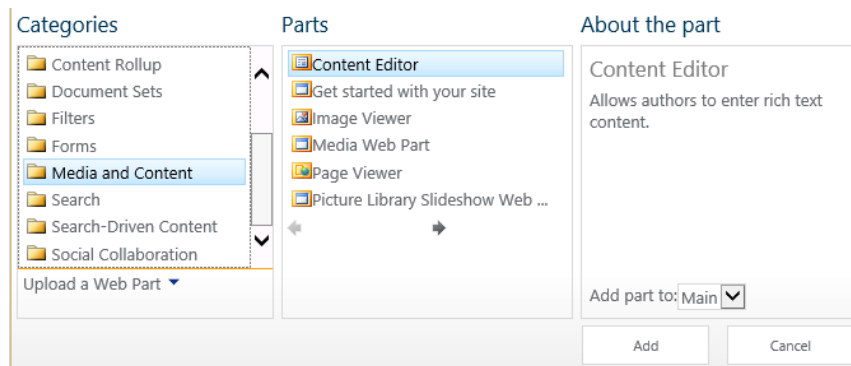 Categories
Content Rollup
Document Sets
Filters
Forms
Media and Content
Search
Search-Driven Content
Social Collaboration
Upload a Web Part
Parts
Content Editor
Get started with your site
Image Viewer
Media Web Part
Page Viewer
Picture Library Slideshow Web ...
About the part
Content Editor
Allows authors to enter rich text
content.
Add part to: Main
Add
Cancel